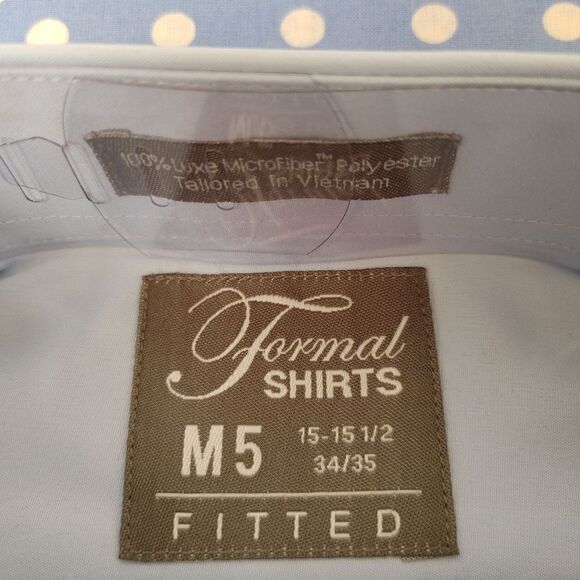 100% Luxe Microfiber™ Polyester
Tailored In Vietnam
Formal
SHIRTS
M5
15-15 1/2
34/35
FITTED